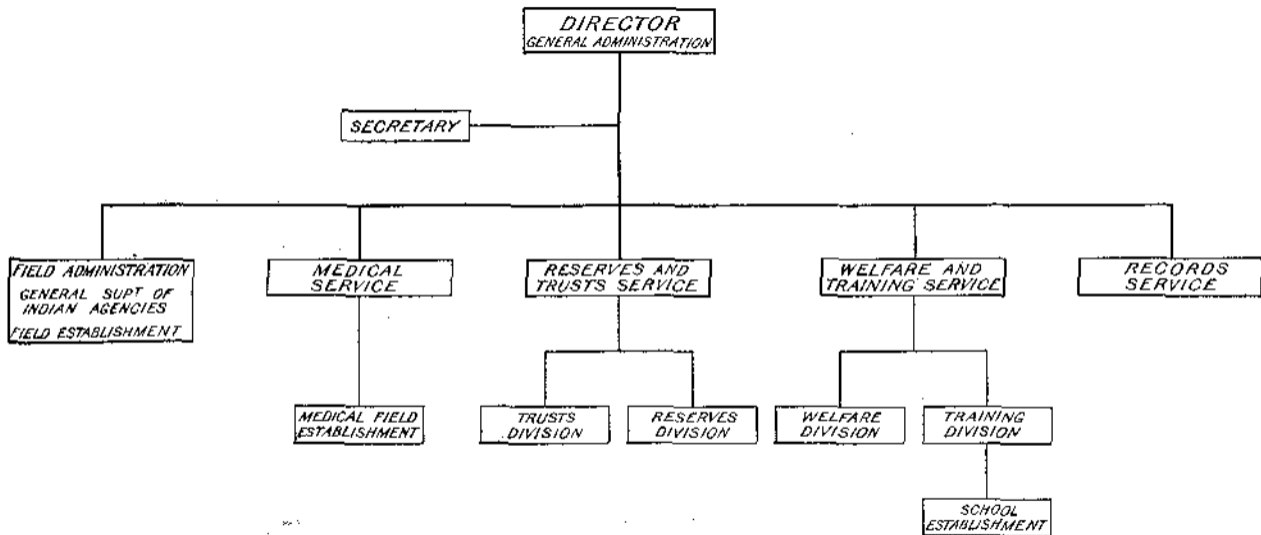 DIRECTOR
GENERAL ADMINISTRATION
SECRETARY
FIELD ADMINISTRATION
GENERAL SUPT OF
INDIAN AGENCIES
FIELD ESTABLISHMENT
MEDICAL
SERVICE
RESERVES AND
TRUSTS SERVICE
WELFARE AND
TRAINING SERVICE
RECORDS
SERVICE
MEDICAL FIELD
ESTABLISHMENT
TRUSTS
DIVISION
RESERVES
DIVISION
WELFARE
DIVISION
TRAINING
DIVISION
SCHOOL
ESTABLISHMENT